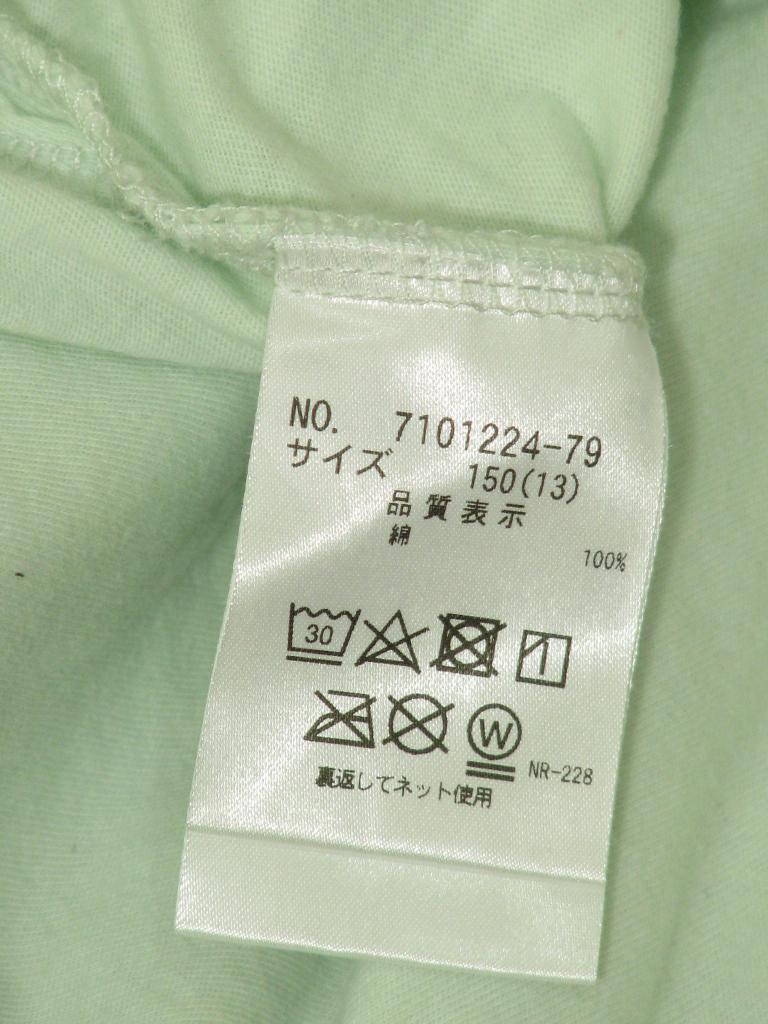 NO. 7101224-79
サイズ 150(13)
品質表示
綿 100%
30
W
NR-228
裏返してネット使用